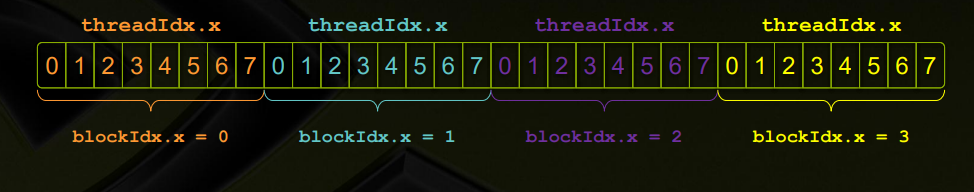 threadIdx.x threadIdx.x threadIdx.x threadIdx.x
0 1 2 3 4 5 6 7 0 1 2 3 4 5 6 7 0 1 2 3 4 5 6 7 0 1 2 3 4 5 6 7
blockIdx.x = 0 blockIdx.x = 1 blockIdx.x = 2 blockIdx.x = 3